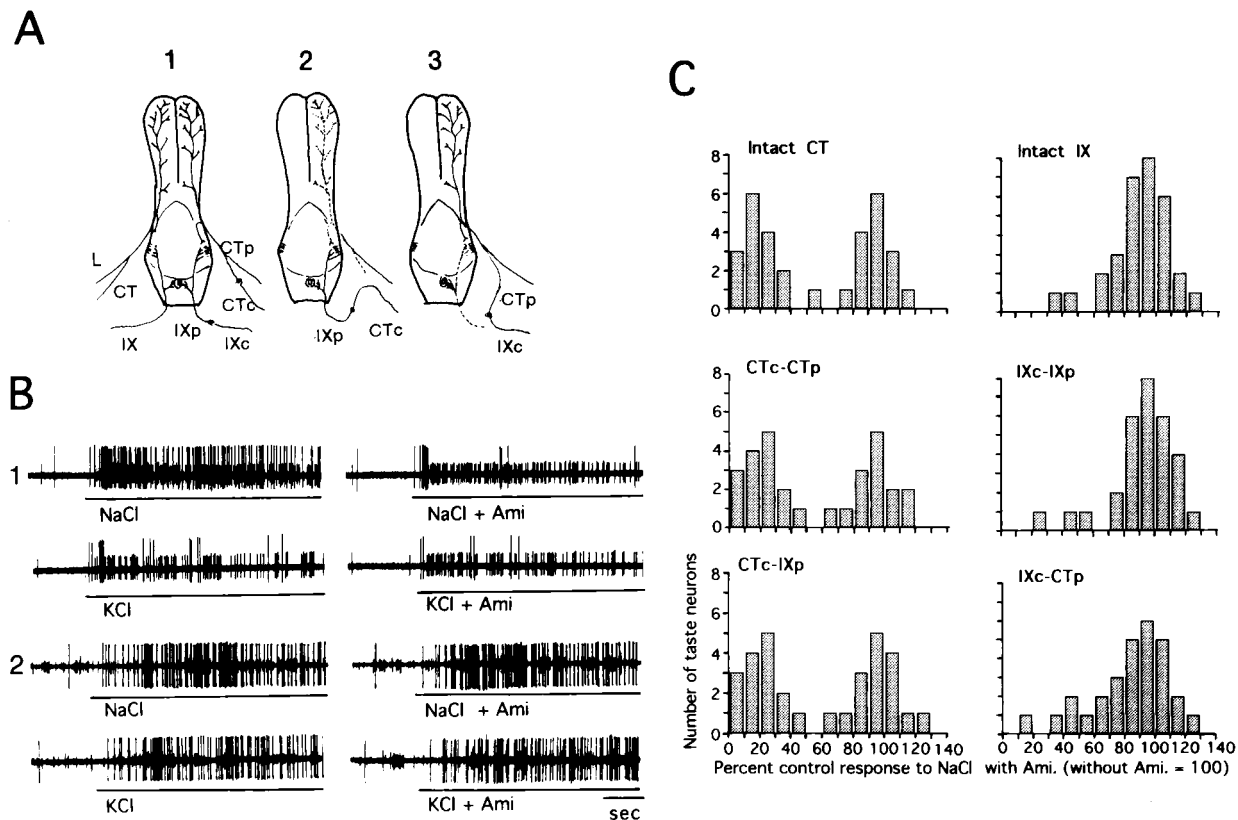 A
1 2 3
L
CT
CTp
CTc
IX
IXp
IXc
IXp
CTc
CTp
IXc
B
1
NaCl
NaCl + Ami
KCl
KCl + Ami
2
NaCl
NaCl + Ami
KCl
KCl + Ami
sec
C
Intact CT
8
6
4
2
0
Intact IX
CTc-CTp
8
6
4
2
0
IXc-IXp
CTc-IXp
8
6
4
2
0
0 20 40 60 80 100 140
IXc-CTp
0 20 40 60 80 100 120 140
Number of taste neurons
Percent control response to NaCl with Ami. (without Ami. = 100)